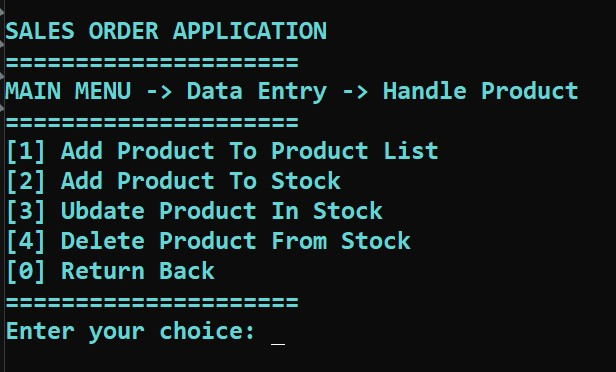 SALES ORDER APPLICATION
=====================
MAIN MENU -> Data Entry -> Handle Product
=====================
[1] Add Product To Product List
[2] Add Product To Stock
[3] Ubdate Product In Stock
[4] Delete Product From Stock
[0] Return Back
=====================
Enter your choice: _